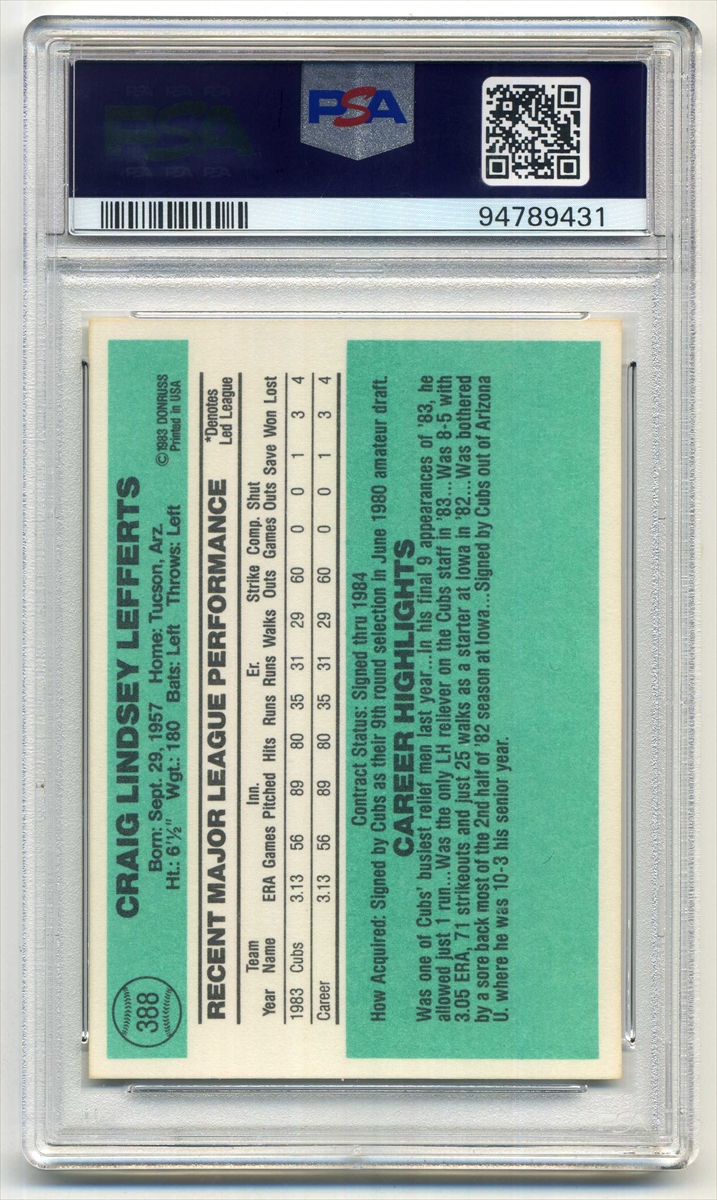 PSA
94789431
388
CRAIG LINDSEY LEFFERTS
Born: Sept. 29, 1957 Home: Tucson, Arz.
Ht.: 6'½" Wgt.: 180 Bats: Left Throws: Left
©1983 DONRUSS
Printed in USA
RECENT MAJOR LEAGUE PERFORMANCE
*Denotes
Led League
Team Inn. Er. Strike Comp. Shut
Year Name ERA Games Pitched Hits Runs Runs Walks Outs Games Outs Save Won Lost
1983 Cubs 3.13 56 89 80 35 31 29 60 0 0 1 3 4
Career 3.13 56 89 80 35 31 29 60 0 0 1 3 4
Contract Status: Signed thru 1984
How Acquired: Signed by Cubs as their 9th round selection in June 1980 amateur draft.
CAREER HIGHLIGHTS
Was one of Cubs' busiest relief men last year...In his final 9 appearances of '83, he
allowed just 1 run...Was the only LH reliever on the Cubs staff in '83...Was 8-5 with
3.05 ERA, 71 strikeouts and just 25 walks as a starter at Iowa in '82...Was bothered
by a sore back most of the 2nd half of '82 season at Iowa...Signed by Cubs out of Arizona
U. where he was 10-3 his senior year.